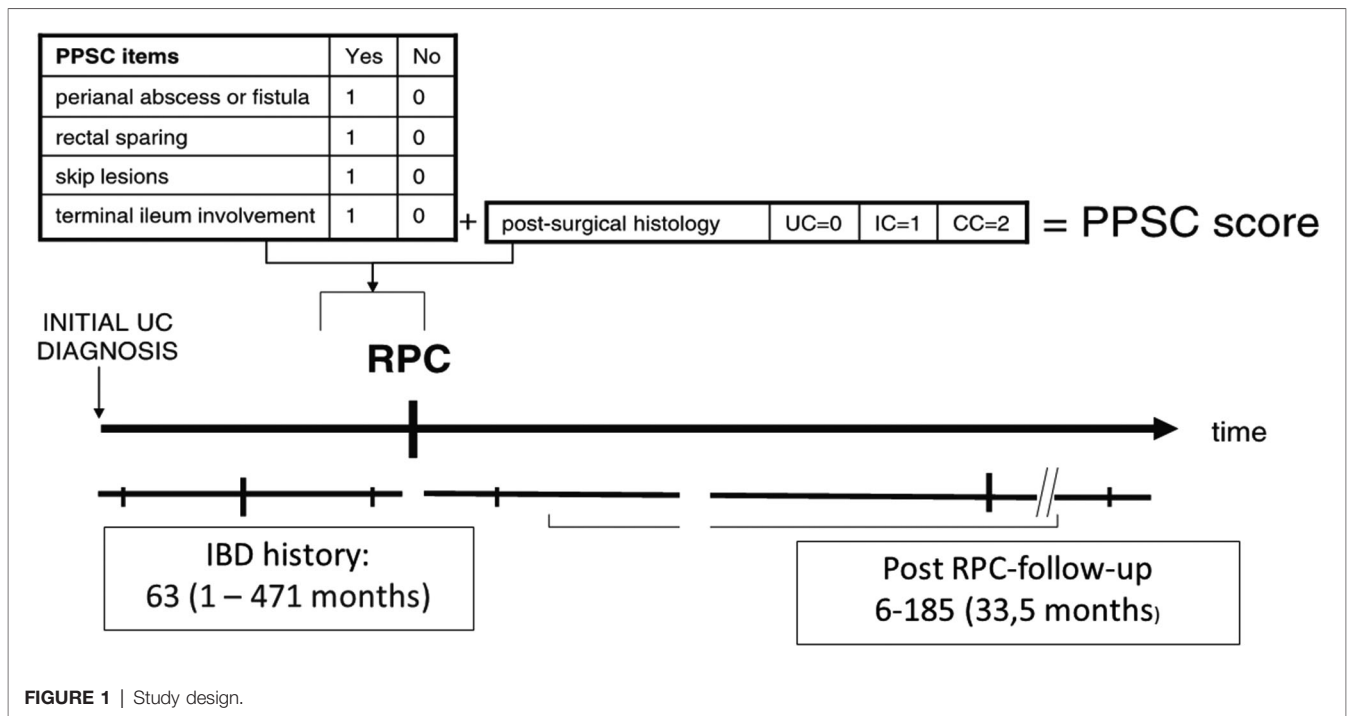 PPSC items Yes No
perianal abscess or fistula 1 0
rectal sparing 1 0
skip lesions 1 0
terminal ileum involvement 1 0
+ post-surgical histology UC=0 IC=1 CC=2 = PPSC score
INITIAL UC
DIAGNOSIS
RPC
time
IBD history:
63 (1 – 471 months)
Post RPC-follow-up
6-185 (33,5 months)
FIGURE 1 | Study design.